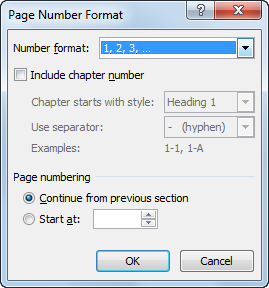 Page Number Format
Number format: 1, 2, 3, ...
Include chapter number
Chapter starts with style: Heading 1
Use separator: - (hyphen)
Examples: 1-1, 1-A
Page numbering
Continue from previous section
Start at:
OK Cancel